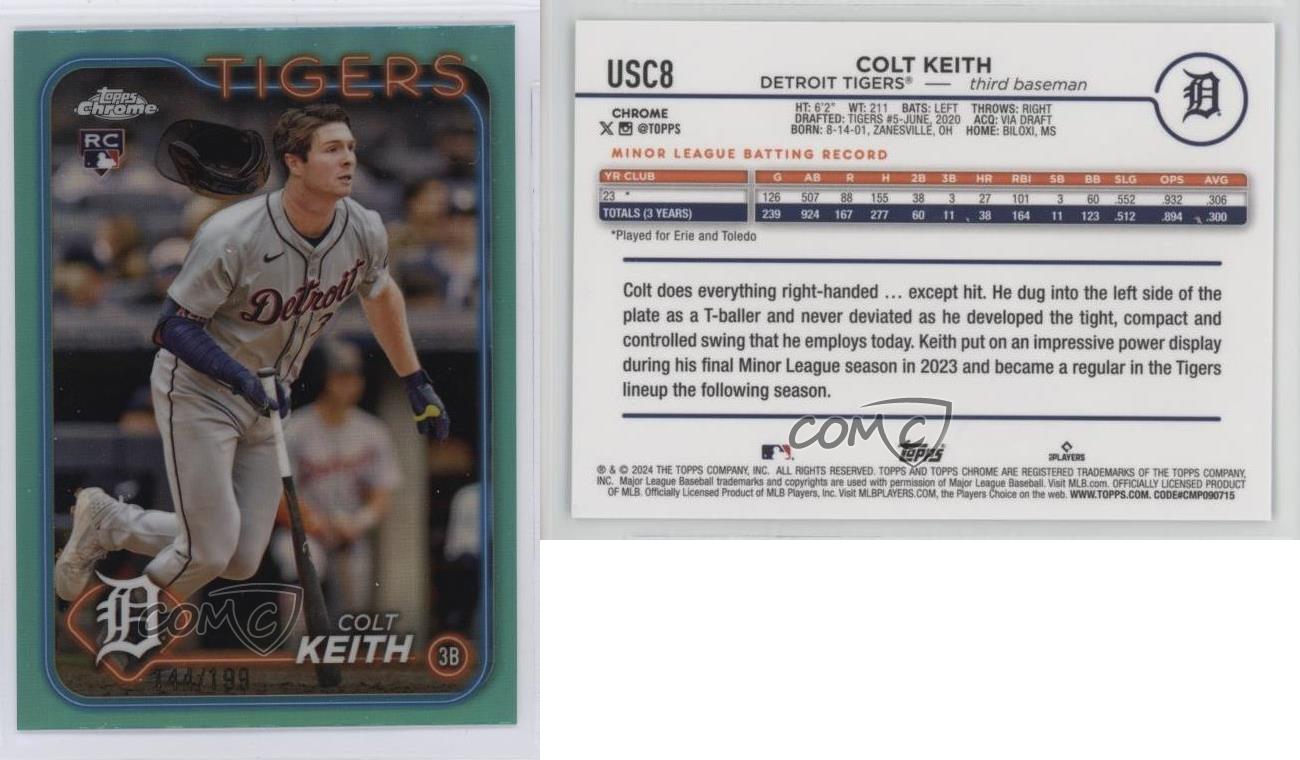 TIGERS
Topps
Chrome
RC
Detroit
D
COMC
COLT
KEITH
3B
144/199
USC8
COLT KEITH
DETROIT TIGERS® — third baseman
D
CHROME
@TOPPS
HT: 6'2" WT: 211 BATS: LEFT THROWS: RIGHT
DRAFTED: TIGERS #5-JUNE, 2020 ACQ: VIA DRAFT
BORN: 8-14-01, ZANESVILLE, OH HOME: BILOXI, MS
MINOR LEAGUE BATTING RECORD
YR CLUB G AB R H 2B 3B HR RBI SB BB SLG OPS AVG
23 * 126 507 88 155 38 3 27 101 3 60 .552 .932 .306
TOTALS (3 YEARS) 239 924 167 277 60 11 38 164 11 123 .512 .894 .300
*Played for Erie and Toledo
Colt does everything right-handed ... except hit. He dug into the left side of the
plate as a T-baller and never deviated as he developed the tight, compact and
controlled swing that he employs today. Keith put on an impressive power display
during his final Minor League season in 2023 and became a regular in the Tigers
lineup the following season.
COMC
Topps
PLAYERS
® & © 2024 THE TOPPS COMPANY, INC. ALL RIGHTS RESERVED. TOPPS AND TOPPS CHROME ARE REGISTERED TRADEMARKS OF THE TOPPS COMPANY,
INC. Major League Baseball trademarks and copyrights are used with permission of Major League Baseball. Visit MLB.com. OFFICIALLY LICENSED PRODUCT
OF MLB. Officially Licensed Product of MLB Players, Inc. Visit MLBPLAYERS.COM, the Players Choice on the web. WWW.TOPPS.COM. CODE#CMP090715